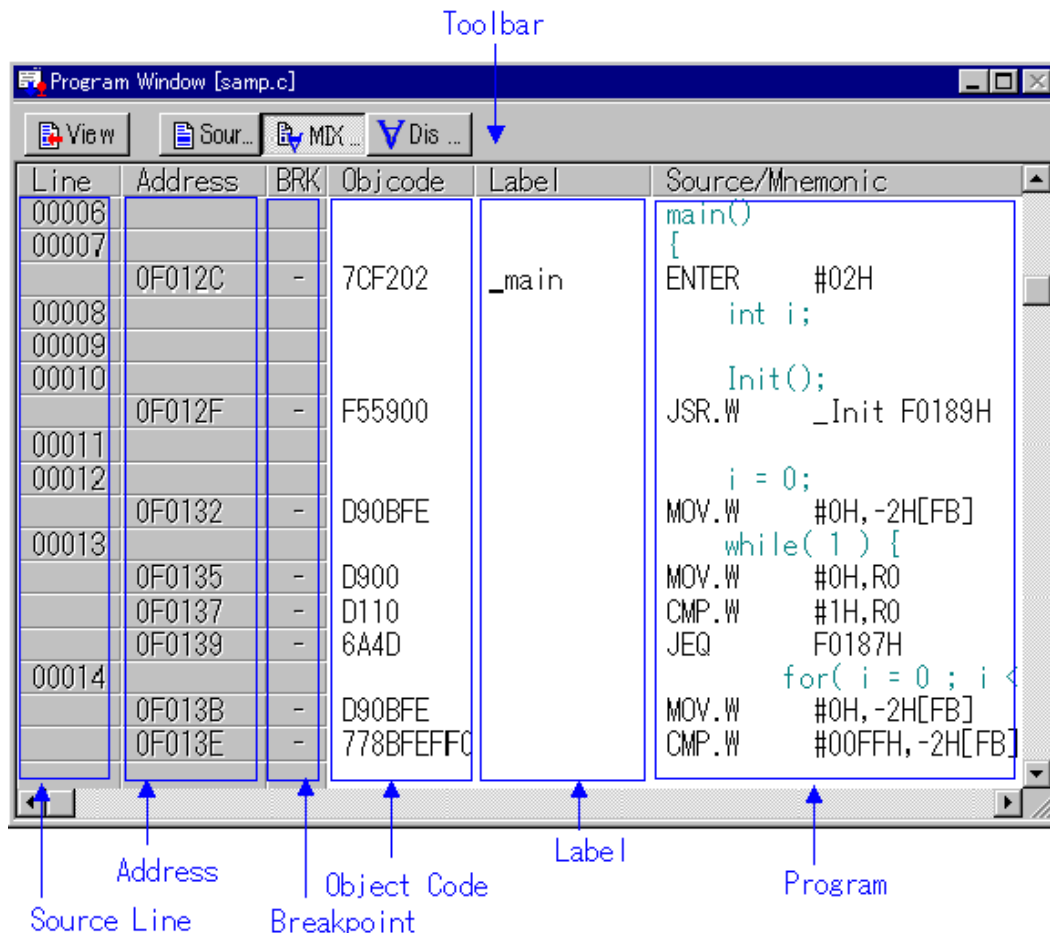 Toolbar
Program Window [samp.c]
View Sour... MIX ... Dis ...
Line Address BRK Objcode Label Source/Mnemonic
00006 main()
00007 {
0F012C - 7CF202 _main ENTER #02H
00008 int i;
00009
00010 Init();
0F012F - F55900 JSR.W _Init F0189H
00011
00012 i = 0;
0F0132 - D90BFE MOV.W #0H,-2H[FB]
00013 while( 1 ) {
0F0135 - D900 MOV.W #0H,R0
0F0137 - D110 CMP.W #1H,R0
0F0139 - 6A4D JEQ F0187H
00014 for( i = 0 ; i <
0F013B - D90BFE MOV.W #0H,-2H[FB]
0F013E - 778BFEFF0 CMP.W #00FFH,-2H[FB]
Source Line
Address
Breakpoint
Object Code
Label
Program